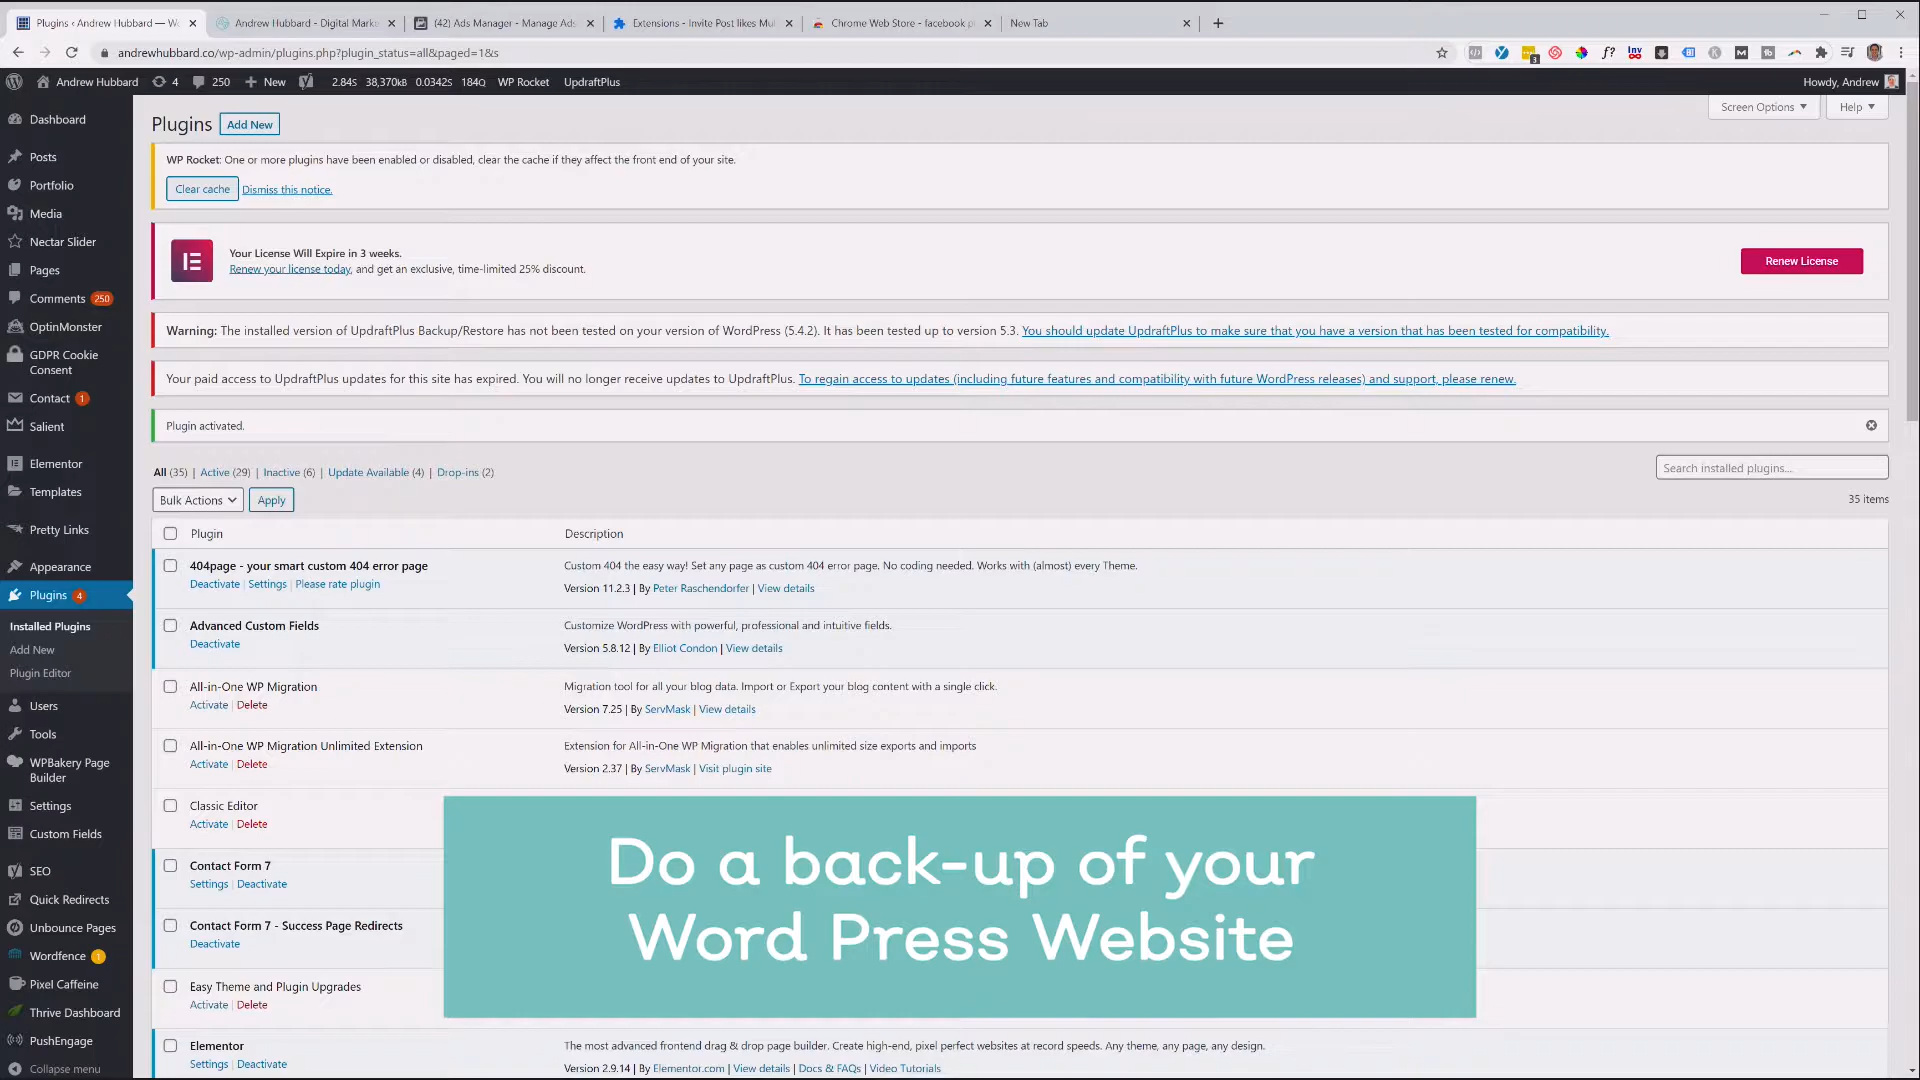 Plugins ‹ Andrew Hubbard — Wo
Andrew Hubbard - Digital Marke
(42) Ads Manager - Manage Ads
Extensions - Invite Post likes Mul
Chrome Web Store - facebook p
New Tab
andrewhubbard.co/wp-admin/plugins.php?plugin_status=all&paged=1&s
Andrew Hubbard
4
250
New
2.84s 38,370kB 0.0342s 184Q
WP Rocket
UpdraftPlus
Howdy, Andrew
Dashboard
Posts
Portfolio
Media
Nectar Slider
Pages
Comments 250
OptinMonster
GDPR Cookie
Consent
Contact 1
Salient
Elementor
Templates
Pretty Links
Appearance
Plugins 4
Installed Plugins
Add New
Plugin Editor
Users
Tools
WPBakery Page
Builder
Settings
Custom Fields
SEO
Quick Redirects
Unbounce Pages
Wordfence 1
Pixel Caffeine
Thrive Dashboard
PushEngage
Collapse menu
Screen Options
Help
Plugins
Add New
WP Rocket: One or more plugins have been enabled or disabled, clear the cache if they affect the front end of your site.
Clear cache Dismiss this notice.
Your License Will Expire in 3 weeks.
Renew your license today, and get an exclusive, time-limited 25% discount.
Renew License
Warning: The installed version of UpdraftPlus Backup/Restore has not been tested on your version of WordPress (5.4.2). It has been tested up to version 5.3. You should update UpdraftPlus to make sure that you have a version that has been tested for compatibility.
Your paid access to UpdraftPlus updates for this site has expired. You will no longer receive updates to UpdraftPlus. To regain access to updates (including future features and compatibility with future WordPress releases) and support, please renew.
Plugin activated.
All (35) | Active (29) | Inactive (6) | Update Available (4) | Drop-ins (2)
Search installed plugins...
Bulk Actions
Apply
35 items
Plugin
Description
404page - your smart custom 404 error page
Deactivate | Settings | Please rate plugin
Custom 404 the easy way! Set any page as custom 404 error page. No coding needed. Works with (almost) every Theme.
Version 11.2.3 | By Peter Raschendorfer | View details
Advanced Custom Fields
Deactivate
Customize WordPress with powerful, professional and intuitive fields.
Version 5.8.12 | By Elliot Condon | View details
All-in-One WP Migration
Activate | Delete
Migration tool for all your blog data. Import or Export your blog content with a single click.
Version 7.25 | By ServMask | View details
All-in-One WP Migration Unlimited Extension
Activate | Delete
Extension for All-in-One WP Migration that enables unlimited size exports and imports
Version 2.37 | By ServMask | Visit plugin site
Classic Editor
Activate | Delete
Contact Form 7
Settings | Deactivate
Contact Form 7 - Success Page Redirects
Deactivate
Easy Theme and Plugin Upgrades
Activate | Delete
Elementor
Settings | Deactivate
The most advanced frontend drag & drop page builder. Create high-end, pixel perfect websites at record speeds. Any theme, any page, any design.
Version 2.9.14 | By Elementor.com | View details | Docs & FAQs | Video Tutorials
Do a back-up of your
Word Press Website